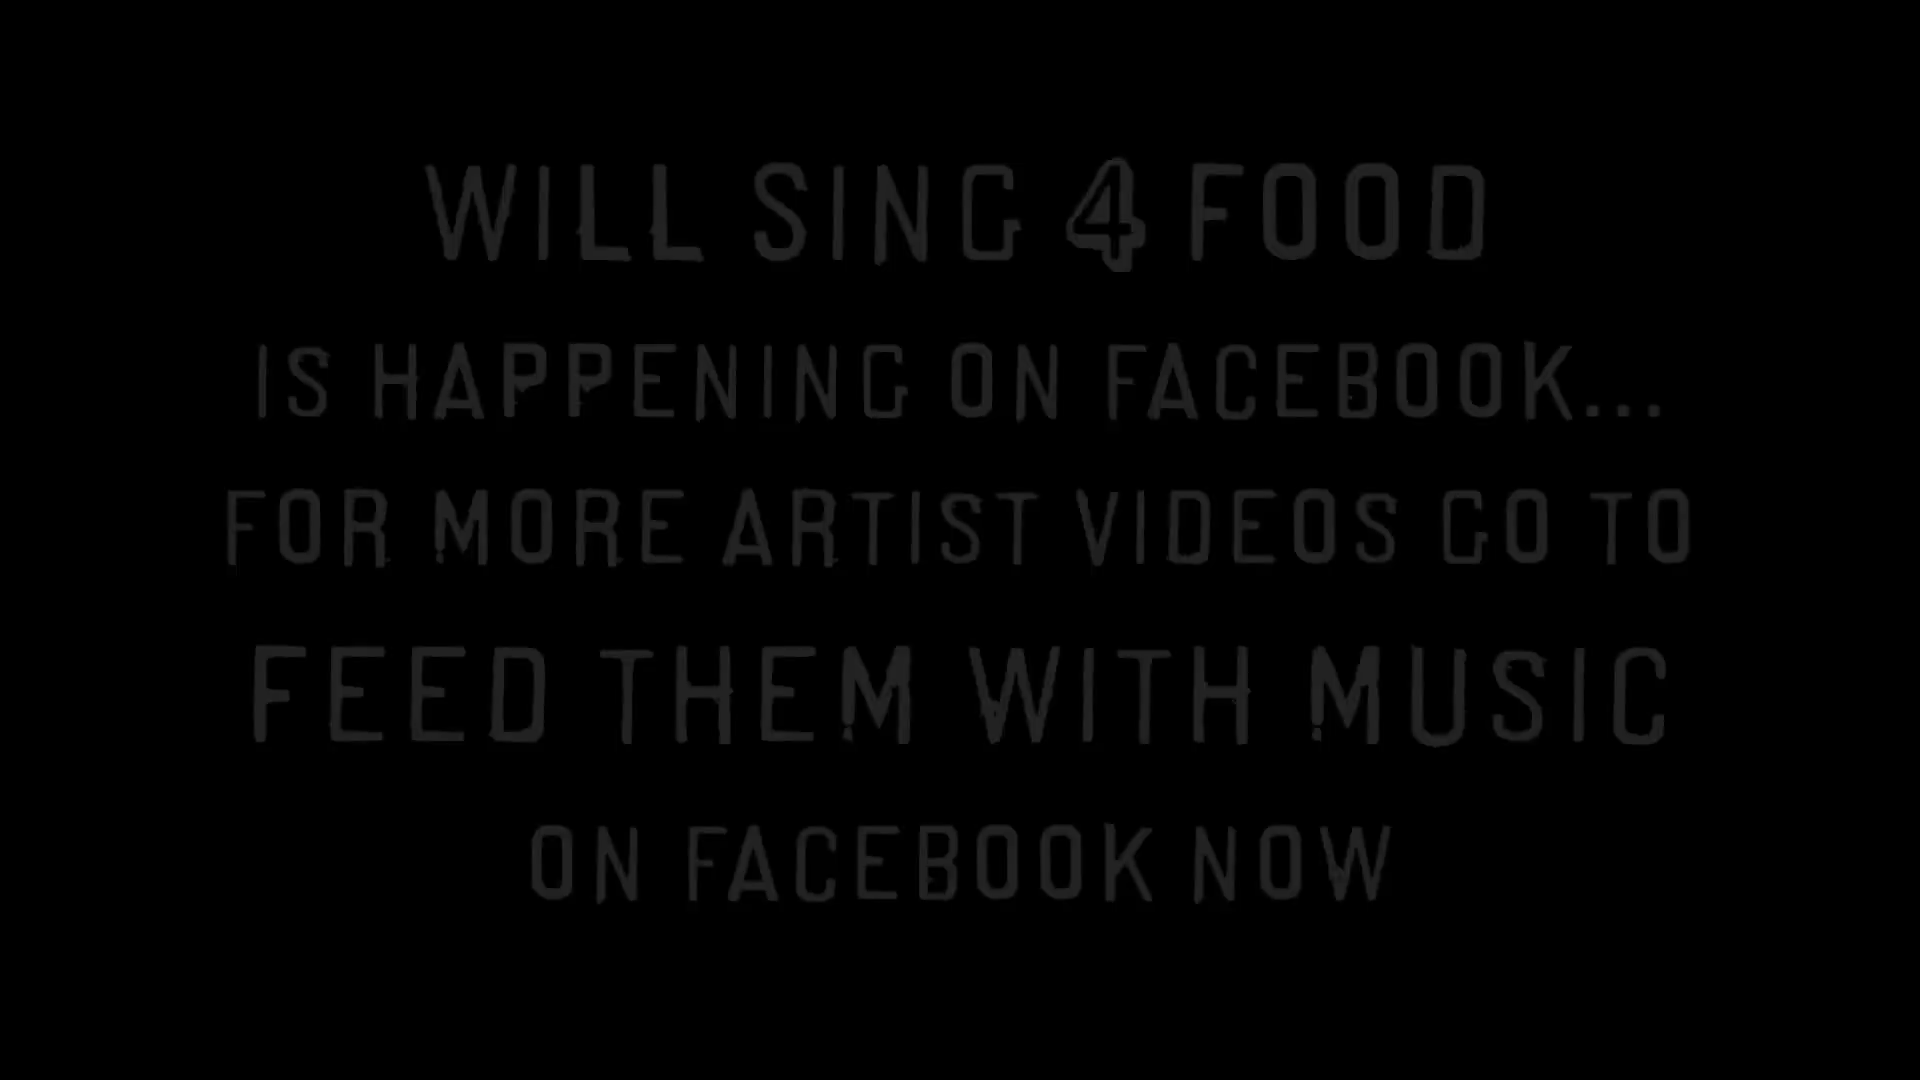 WILL SING 4 FOOD
IS HAPPENING ON FACEBOOK...
FOR MORE ARTIST VIDEOS GO TO
FEED THEM WITH MUSIC
ON FACEBOOK NOW